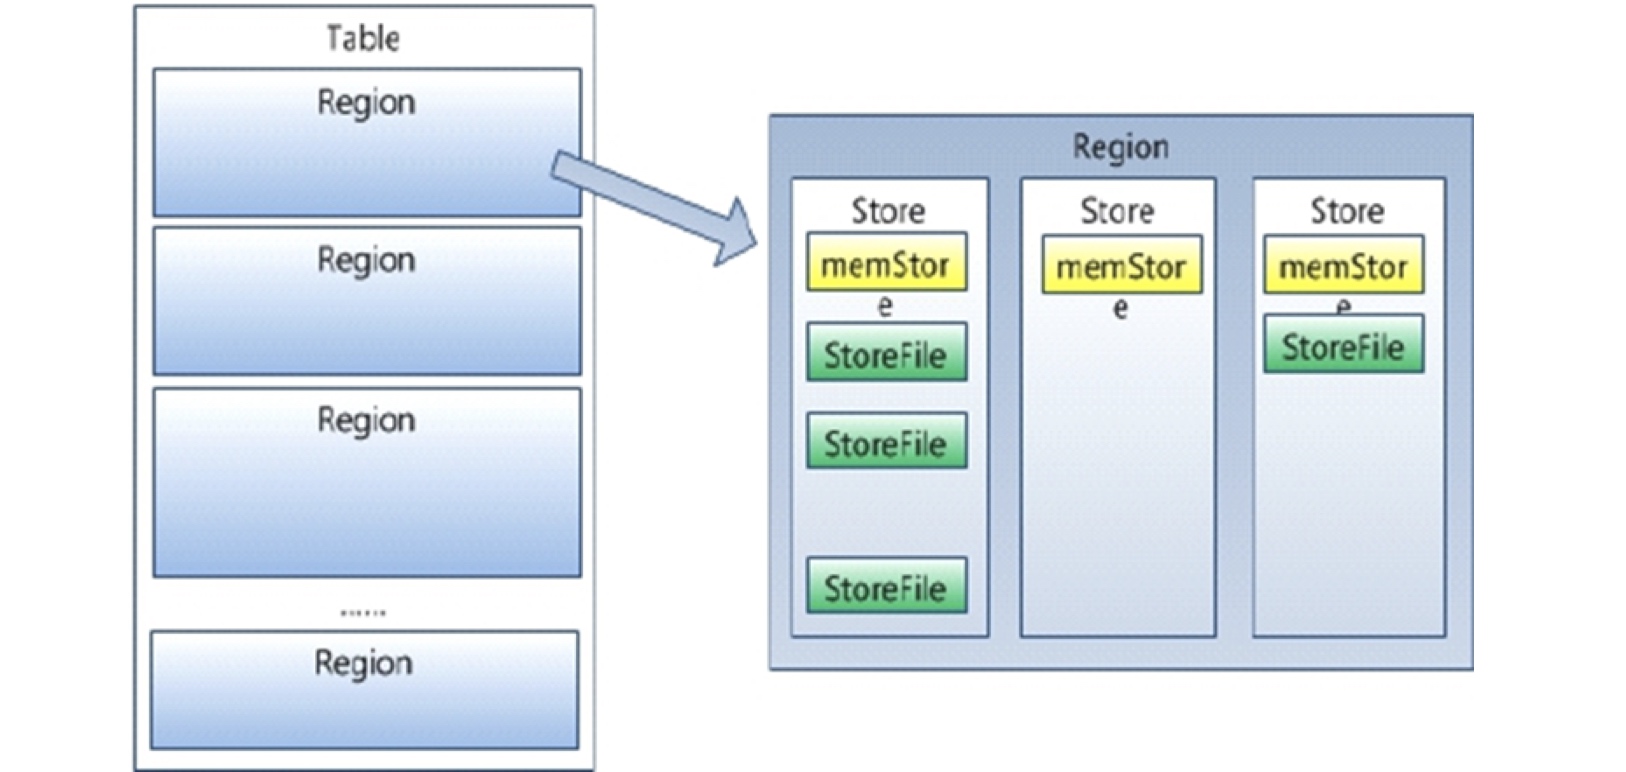 Table
Region
Region
Region
......
Region
Region
Store
memStor
e
StoreFile
StoreFile
StoreFile
Store
memStor
e
Store
memStor
e
StoreFile